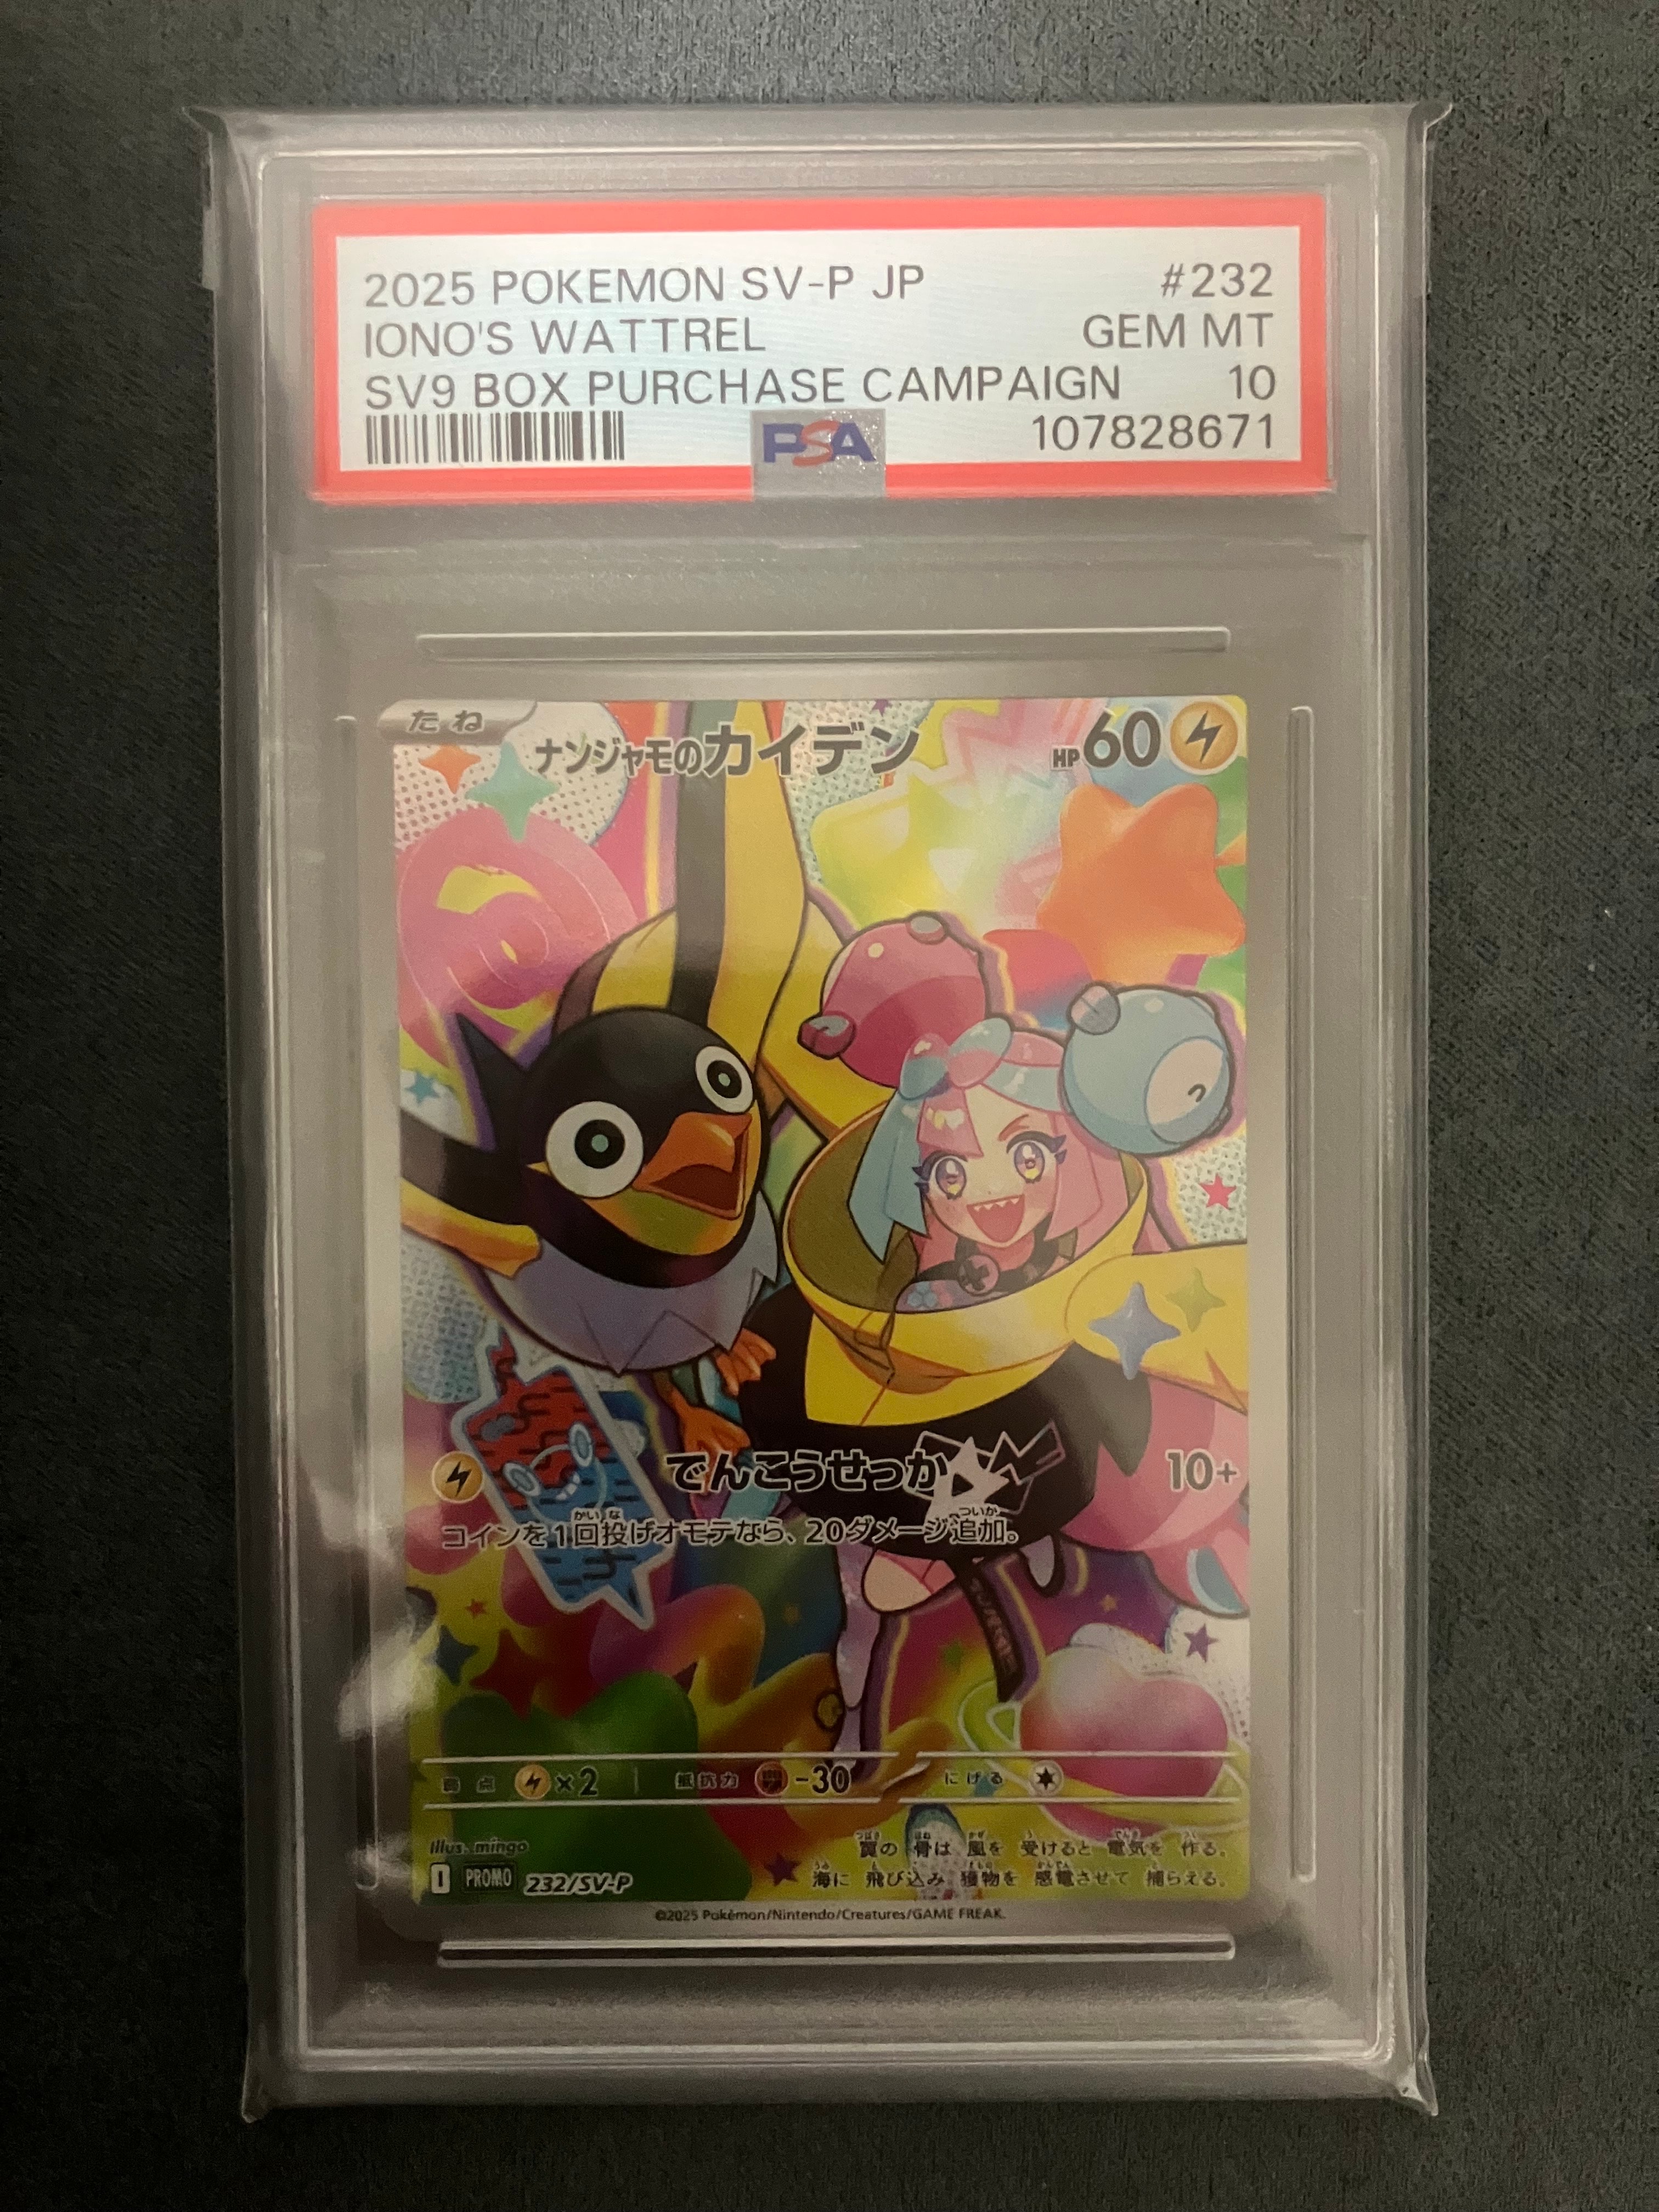 2025 POKEMON SV-P JP #232
IONO'S WATTREL GEM MT
SV9 BOX PURCHASE CAMPAIGN 10
PSA 107828671
たね ナンジャモのカイデン HP60
でんこうせっか 10+
コインを1回投げオモテなら、20ダメージ追加。
弱点 ×2 抵抗力 -30 にげる
Illus. mingo
翼の骨は風を受けると電気を作る。
I PROMO 232/SV-P
海に飛び込み獲物を感電させて捕らえる。
©2025 Pokémon/Nintendo/Creatures/GAME FREAK.